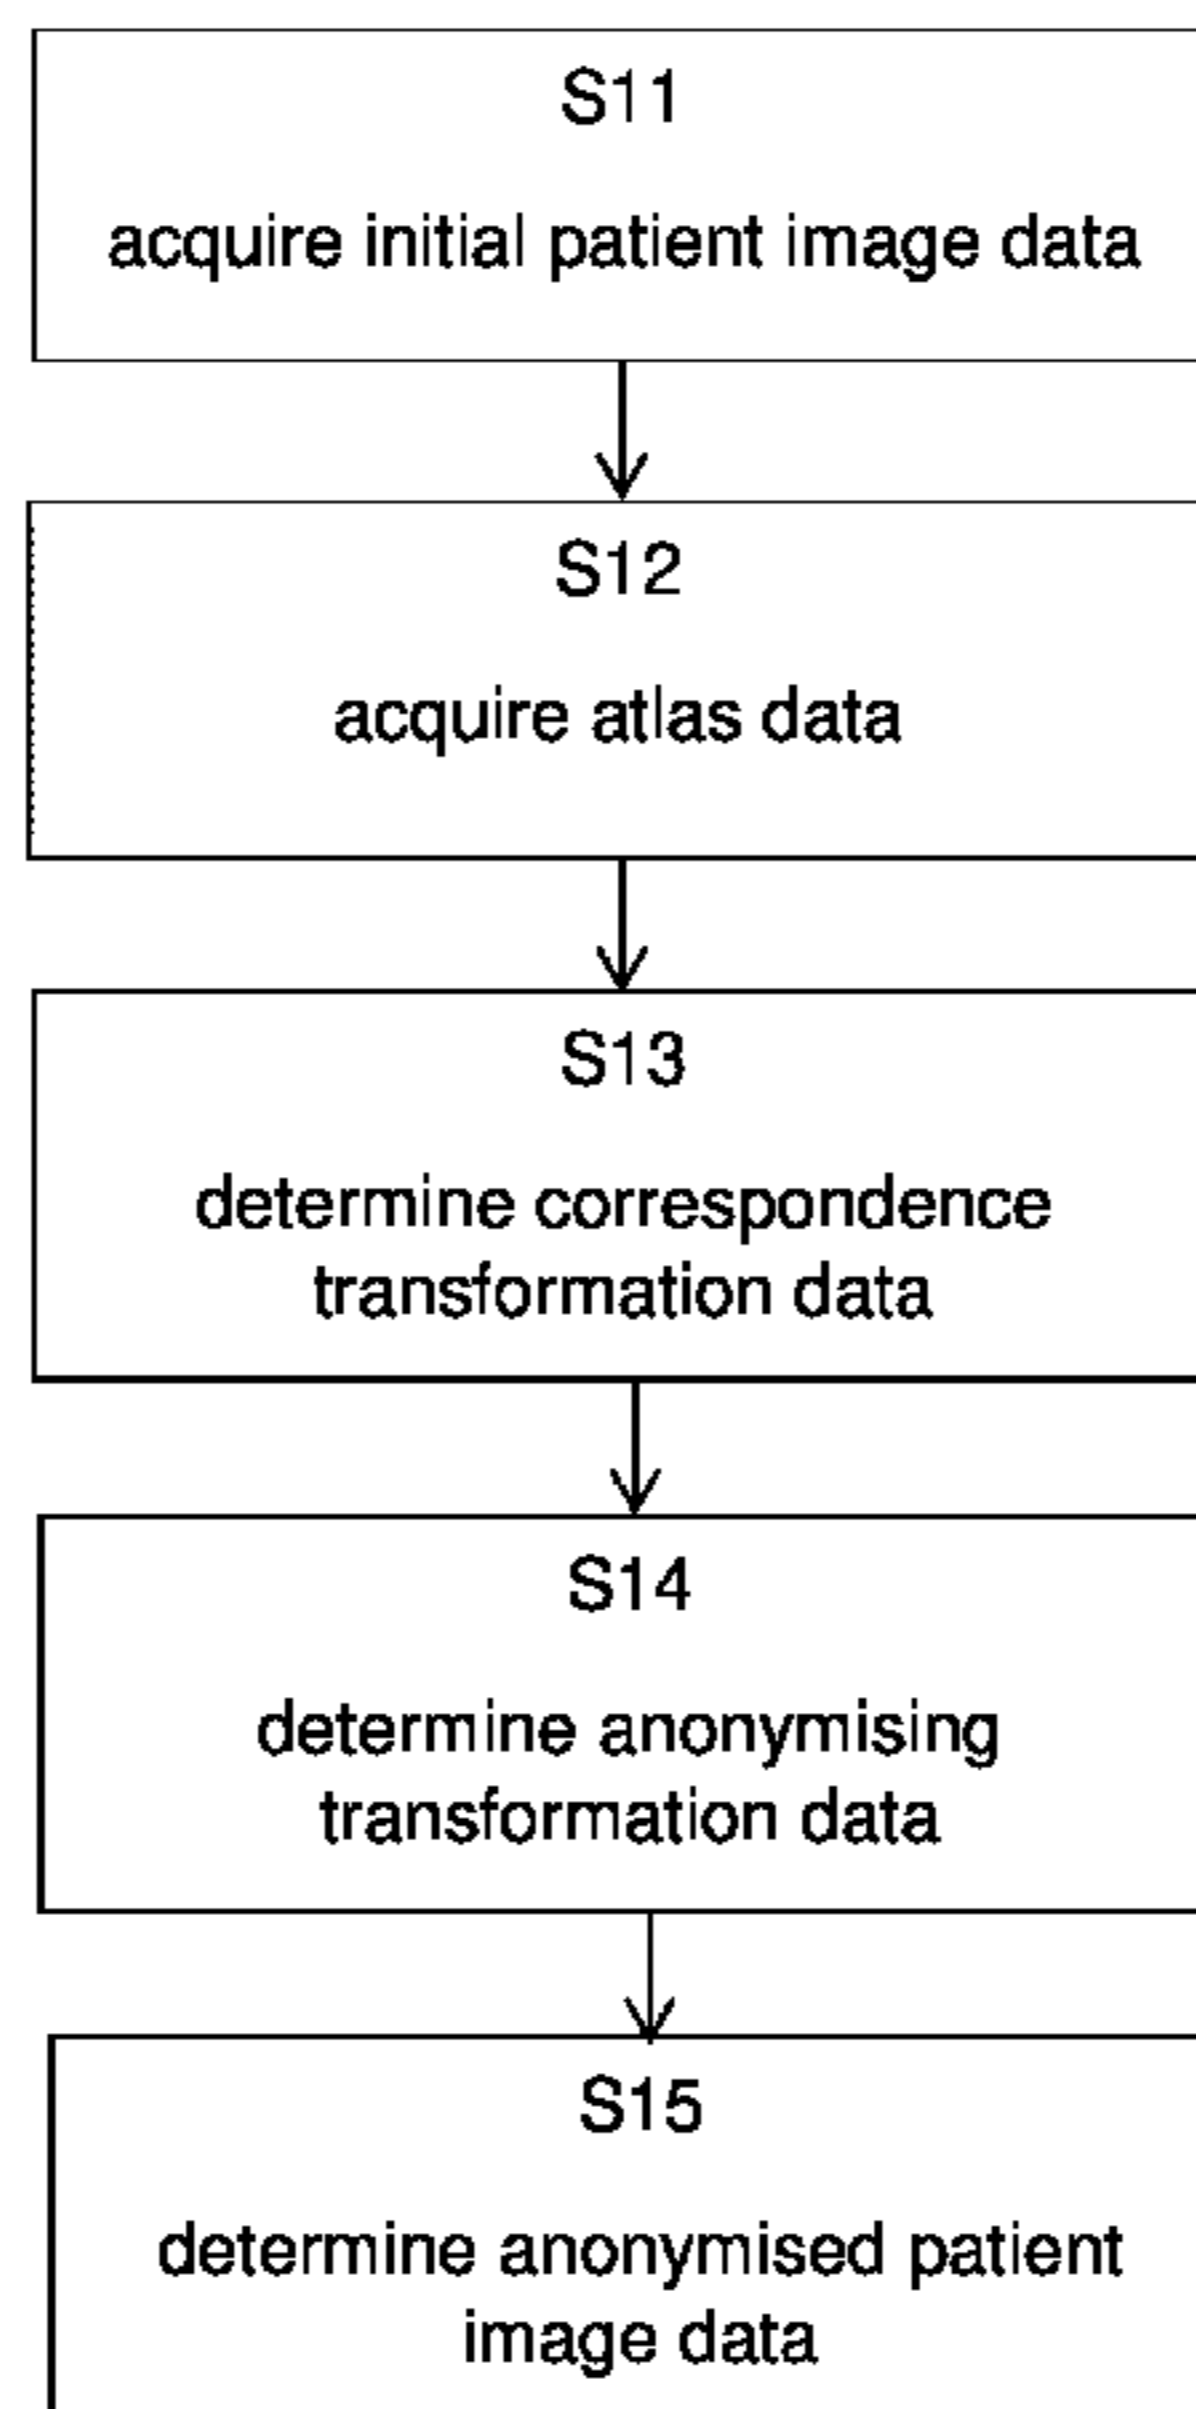 S11
acquire initial patient image data
S12
acquire atlas data
S13
determine correspondence
transformation data
S14
determine anonymising
transformation data
S15
determine anonymised patient
image data